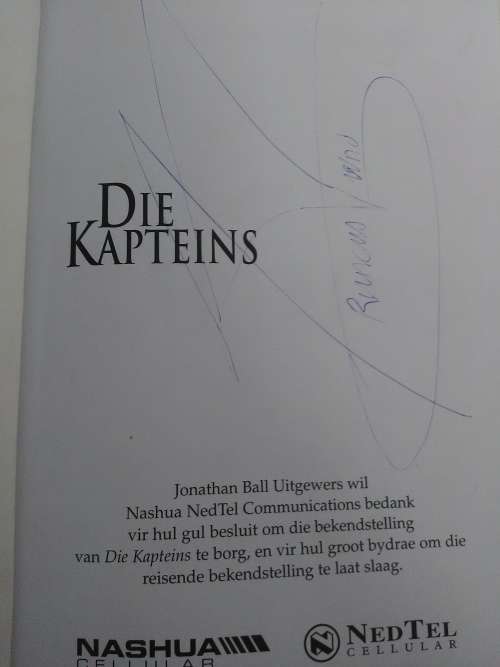 DIE
KAPTEINS
Jonathan Ball Uitgewers wil
Nashua NedTel Communications bedank
vir hul gul besluit om die bekendstelling
van Die Kapteins te borg, en vir hul groot bydrae om die
reisende bekendstelling te laat slaag.
NASHUA
CELLULAR
NEDTEL
CELLULAR